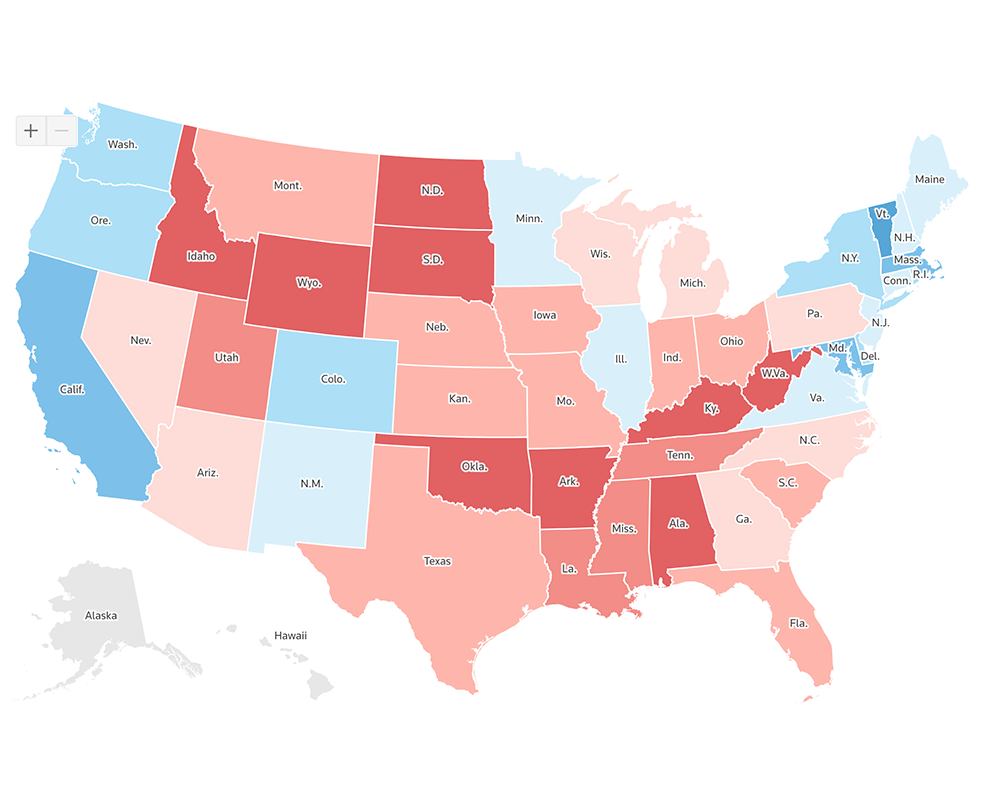 + −
Wash.
Ore.
Calif.
Nev.
Idaho
Mont.
Wyo.
Utah
Colo.
Ariz.
N.M.
N.D.
S.D.
Neb.
Kan.
Okla.
Texas
Minn.
Iowa
Mo.
Ark.
La.
Wis.
Ill.
Mich.
Ind.
Ohio
Ky.
Tenn.
Miss.
Ala.
Ga.
Fla.
S.C.
N.C.
Va.
W.Va.
Pa.
N.Y.
Vt.
N.H.
Maine
Mass.
R.I.
Conn.
N.J.
Del.
Md.
Alaska
Hawaii